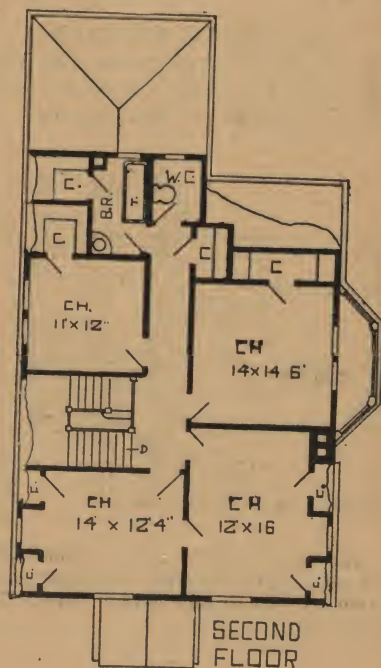 C.
B.R.
T.
W.C
C.
C
C
CH.
11' x 12"
CH
14 x 14 6'
D
CH
14' x 12'4"
CH
12' x 16
C.
C.
C.
C.
SECOND
FLOOR